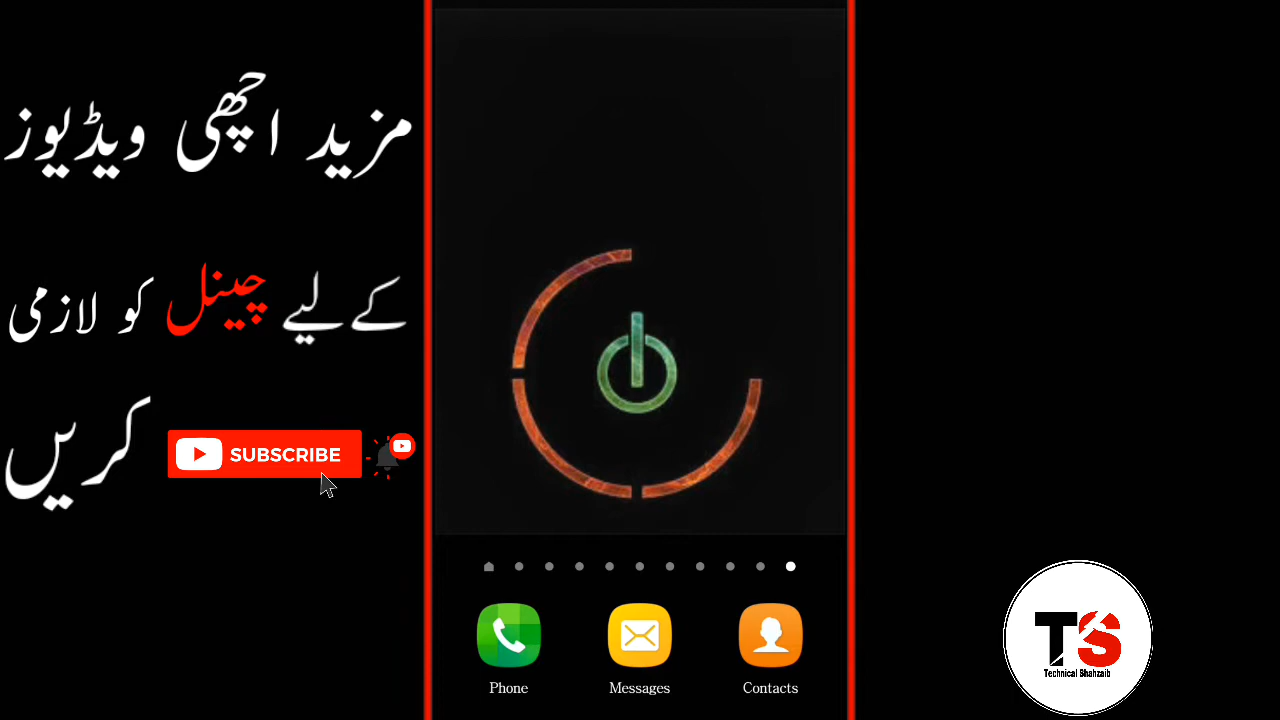 مزید اچھی ویڈیوز
کے لیے چینل کو لازمی
SUBSCRIBE کریں
Phone Messages Contacts
TS
Technical Shahzaib